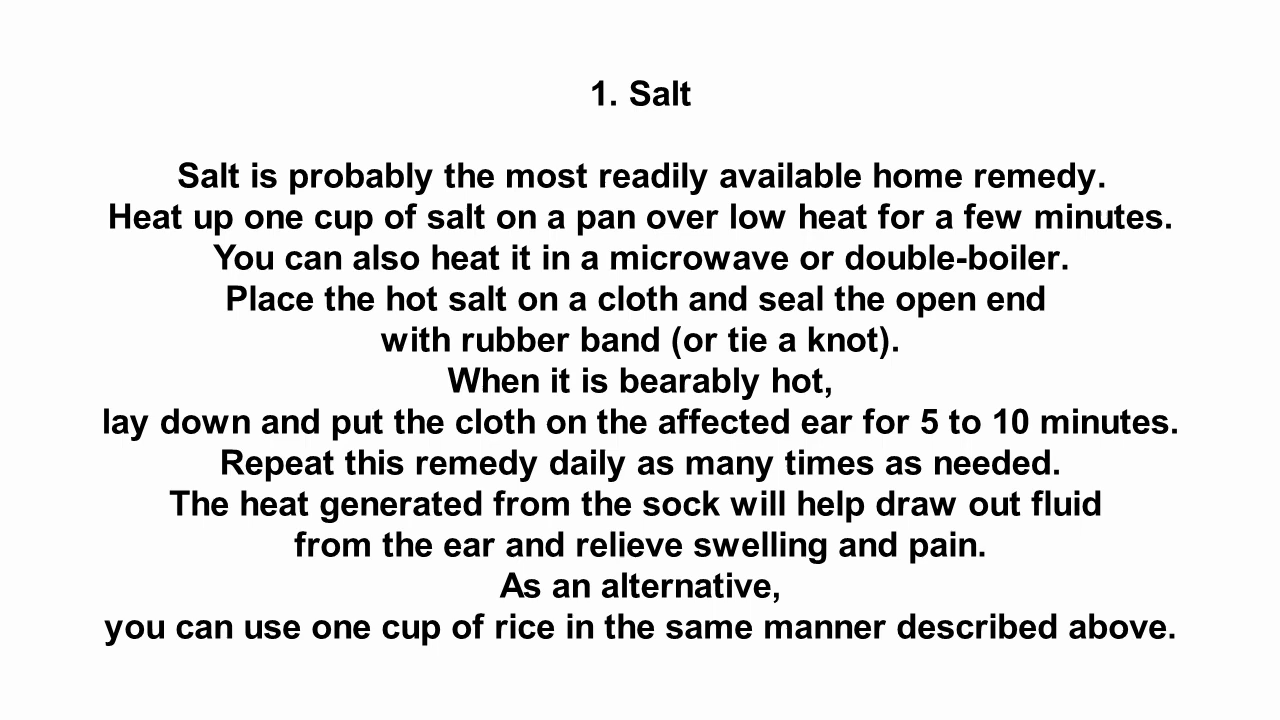 1. Salt
Salt is probably the most readily available home remedy.
Heat up one cup of salt on a pan over low heat for a few minutes.
You can also heat it in a microwave or double-boiler.
Place the hot salt on a cloth and seal the open end
with rubber band (or tie a knot).
When it is bearably hot,
lay down and put the cloth on the affected ear for 5 to 10 minutes.
Repeat this remedy daily as many times as needed.
The heat generated from the sock will help draw out fluid
from the ear and relieve swelling and pain.
As an alternative,
you can use one cup of rice in the same manner described above.